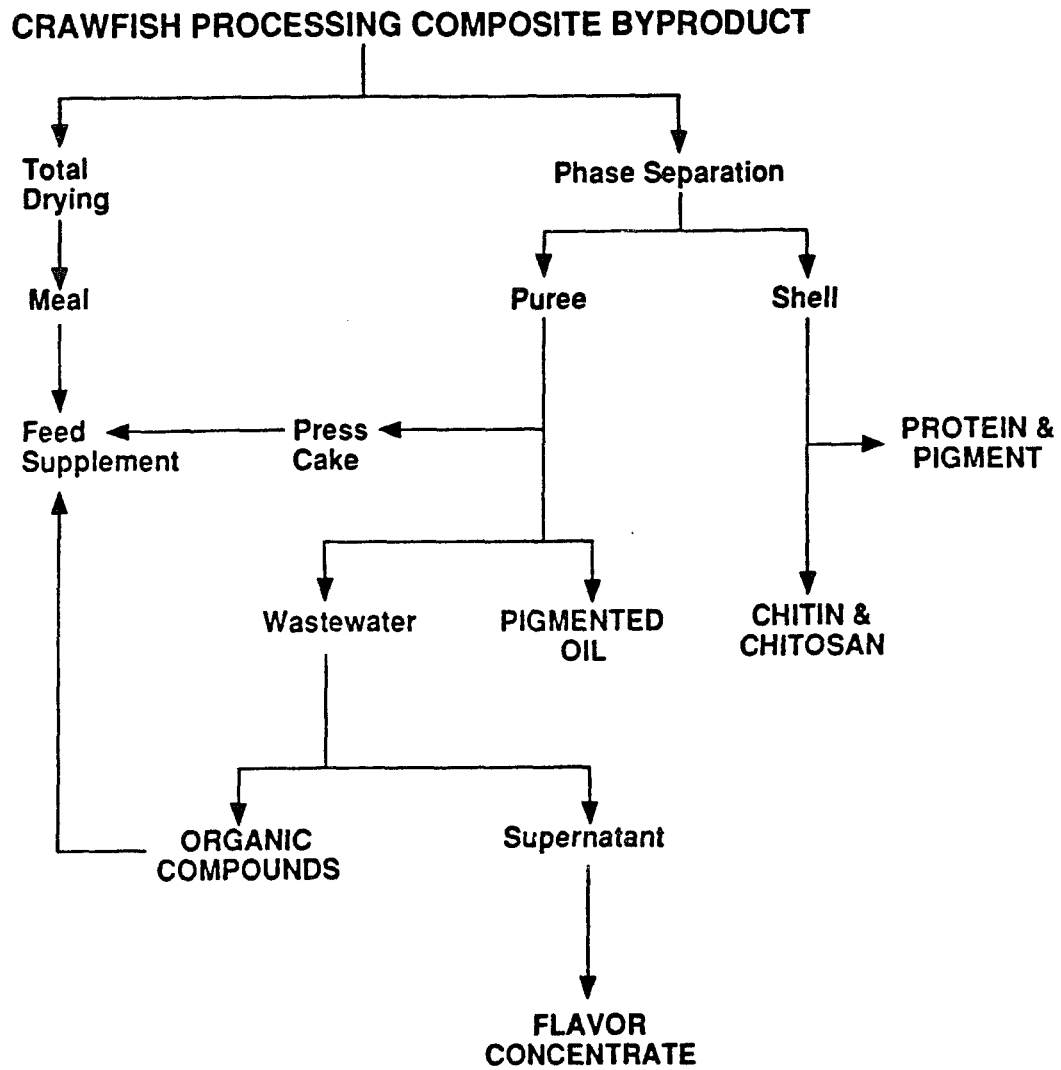 CRAWFISH PROCESSING COMPOSITE BYPRODUCT
Total
Drying
Phase Separation
Meal
Puree
Shell
Feed
Supplement
Press
Cake
PROTEIN &
PIGMENT
Wastewater
PIGMENTED
OIL
CHITIN &
CHITOSAN
ORGANIC
COMPOUNDS
Supernatant
FLAVOR
CONCENTRATE